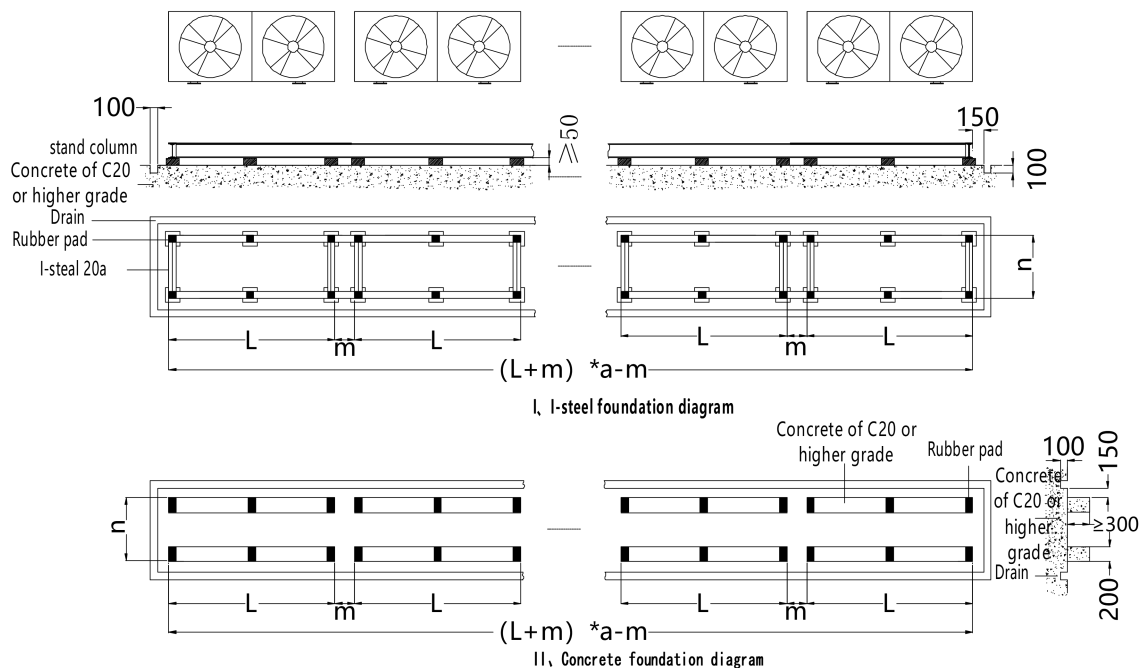 100
stand column
Concrete of C20
or higher grade
Drain
Rubber pad
I-steal 20a
≥50
150
100
n
L
m
L
L
m
L
(L+m) *a-m
I、I-steel foundation diagram
Concrete of C20 or
higher grade
Rubber pad
Concrete
of C20 or
higher
grade
Drain
100
150
≥300
200
n
L
m
L
L
m
L
(L+m) *a-m
II、Concrete foundation diagram